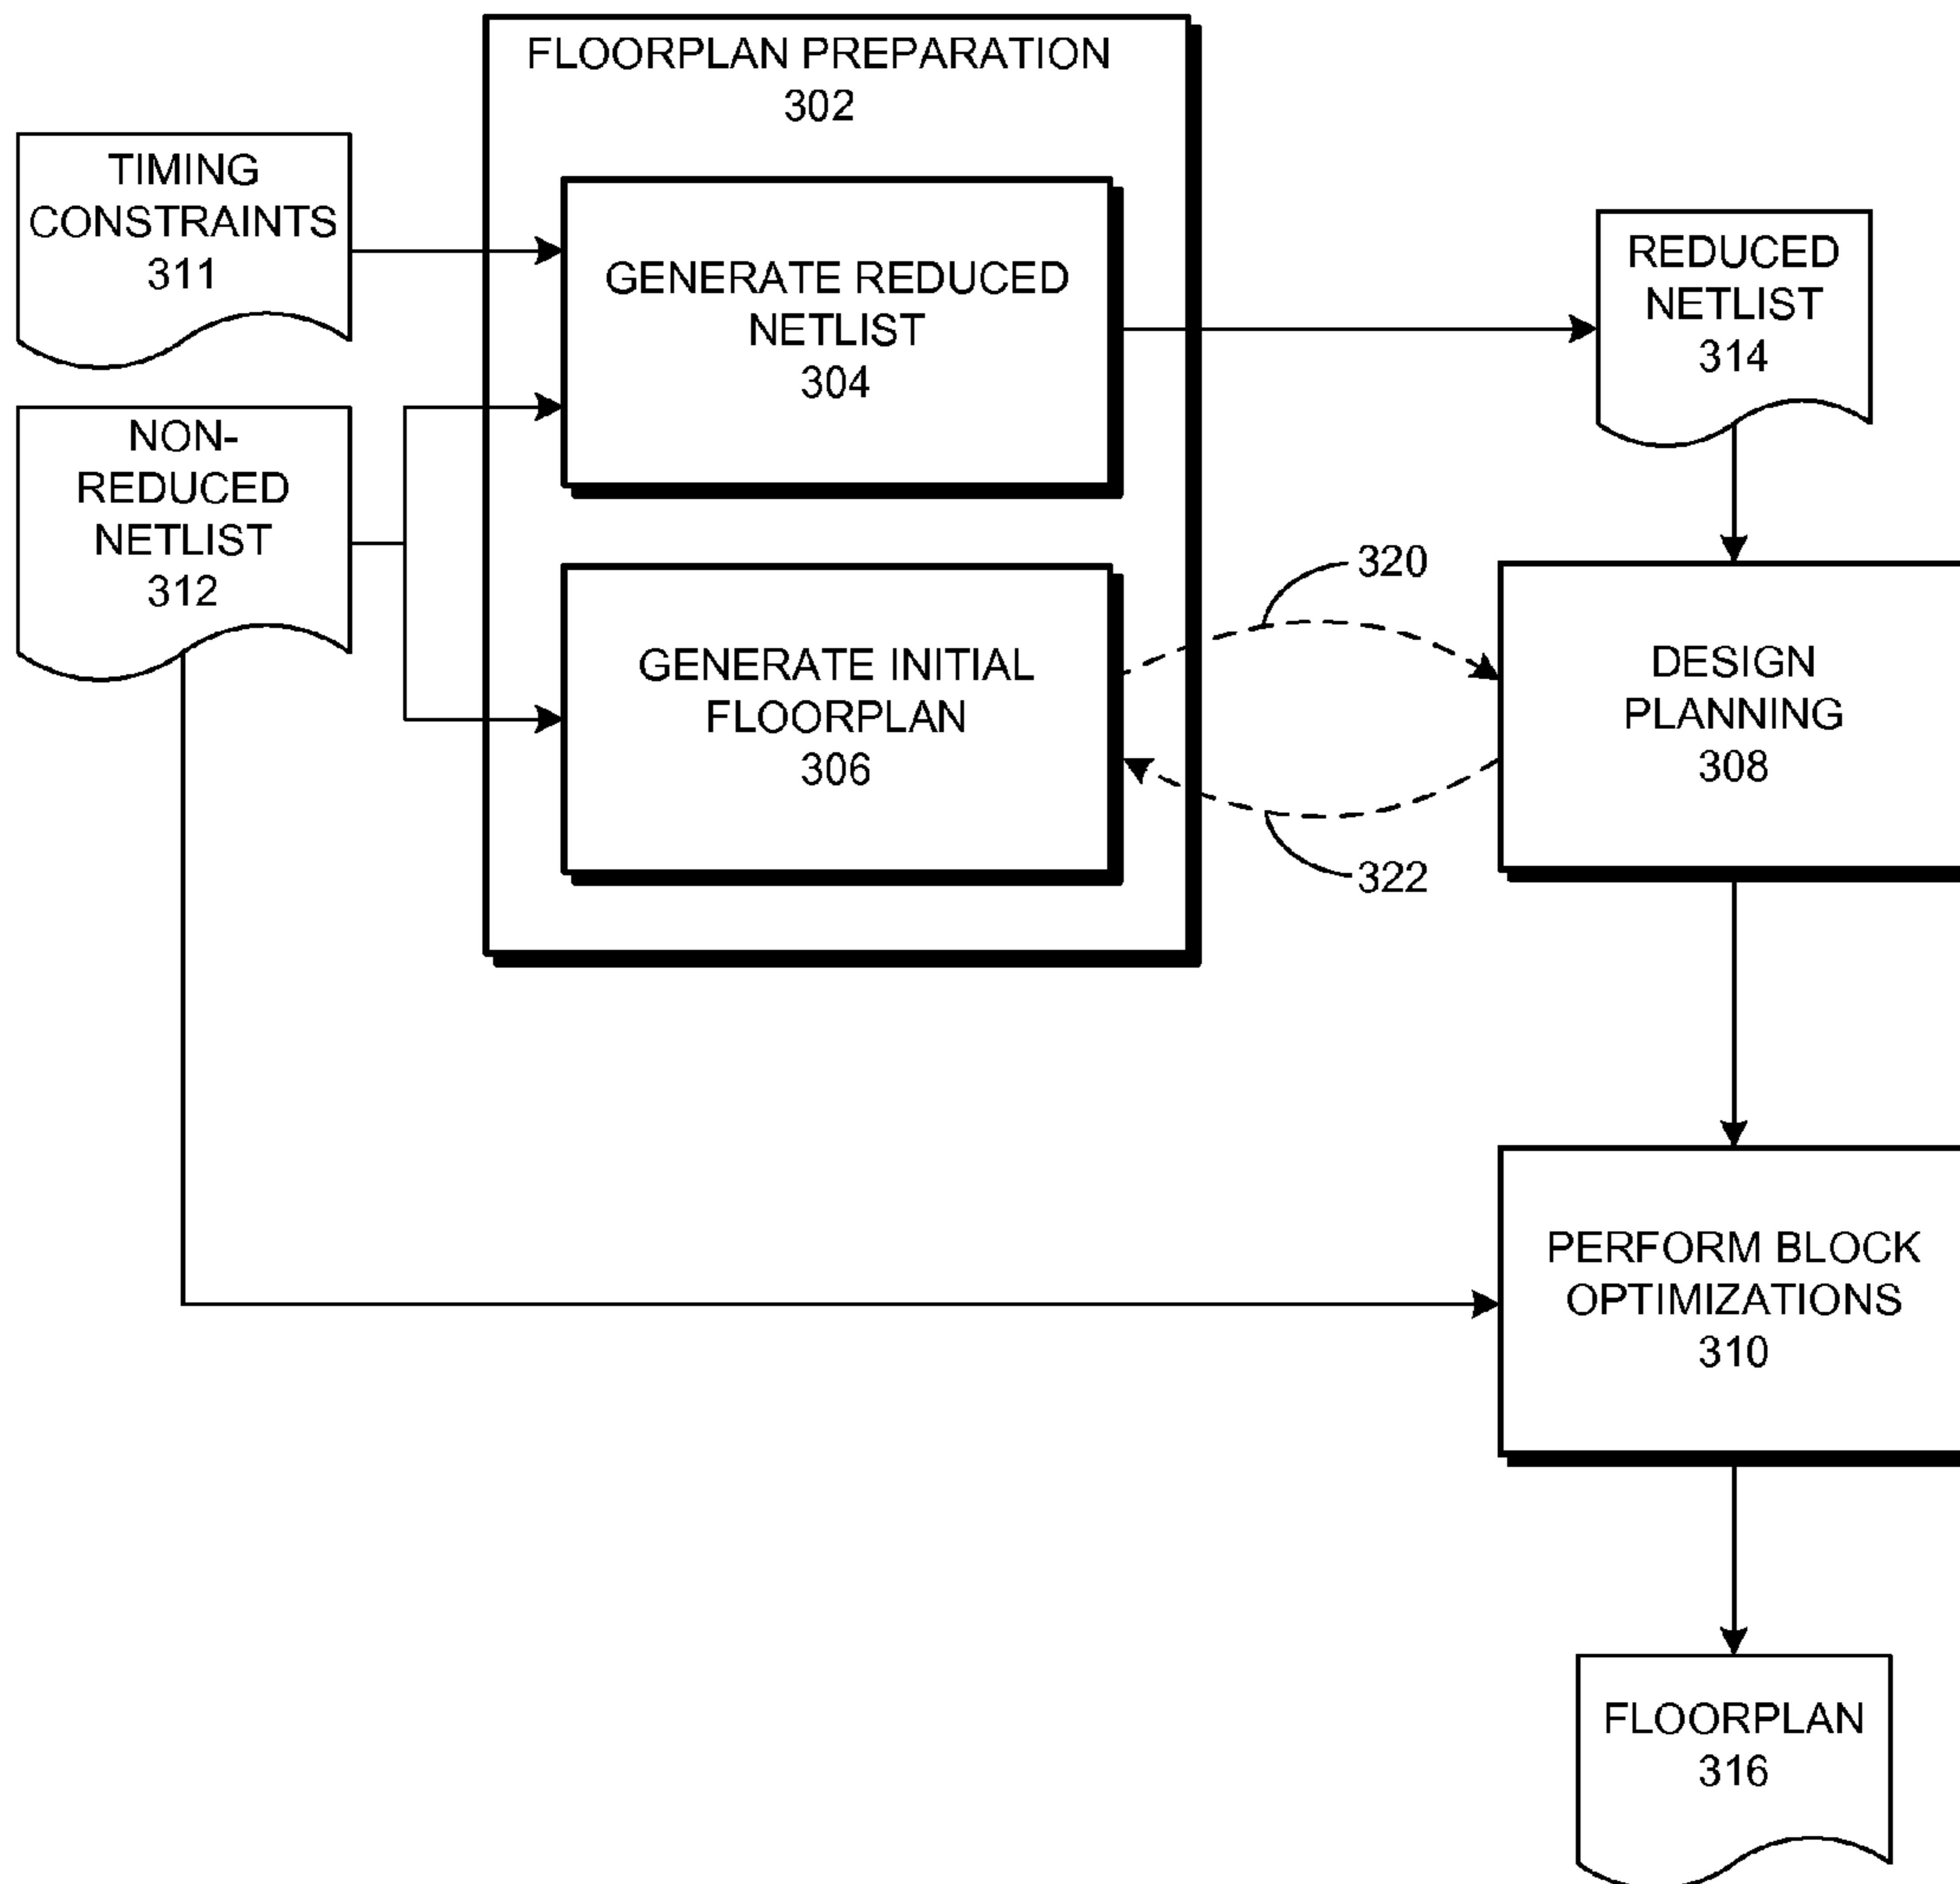 FLOORPLAN PREPARATION
302
TIMING
CONSTRAINTS
311
GENERATE REDUCED
NETLIST
304
REDUCED
NETLIST
314
NON-
REDUCED
NETLIST
312
320
GENERATE INITIAL
FLOORPLAN
306
DESIGN
PLANNING
308
322
PERFORM BLOCK
OPTIMIZATIONS
310
FLOORPLAN
316